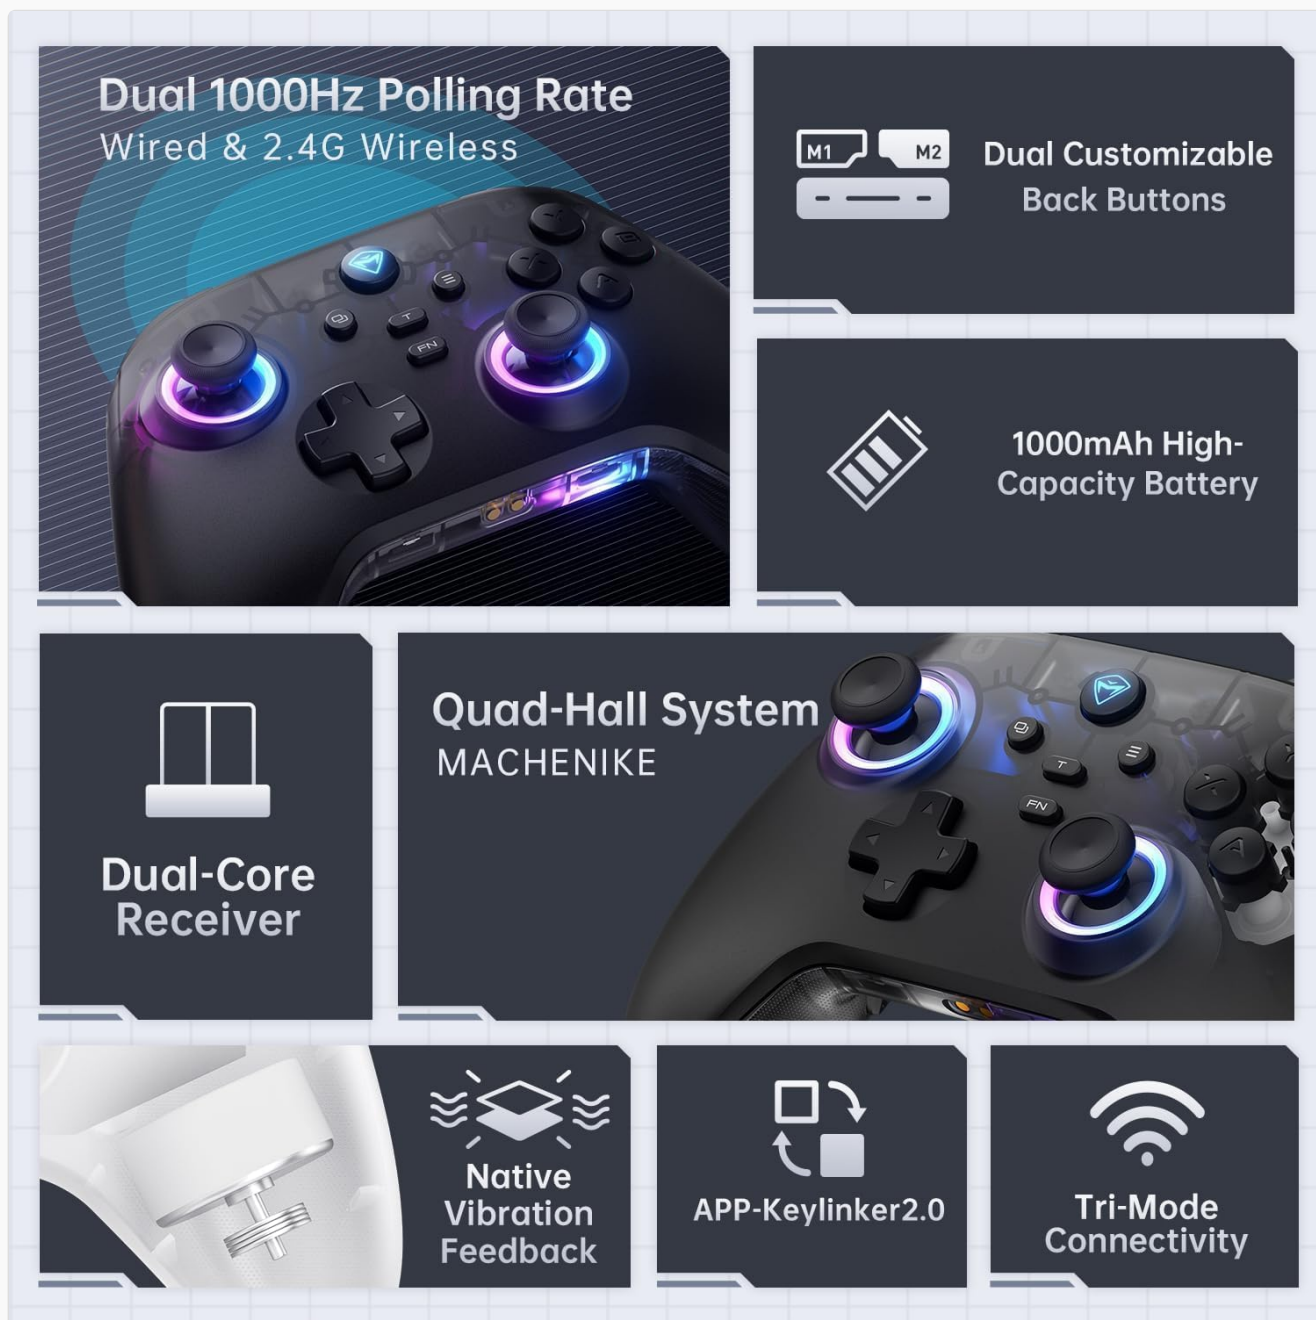 Dual 1000Hz Polling Rate
Wired & 2.4G Wireless
T
FN
M1 M2
Dual Customizable
Back Buttons
1000mAh High-
Capacity Battery
Dual-Core
Receiver
Quad-Hall System
MACHENIKE
T
FN
X
A
Native
Vibration
Feedback
APP-Keylinker2.0
Tri-Mode
Connectivity